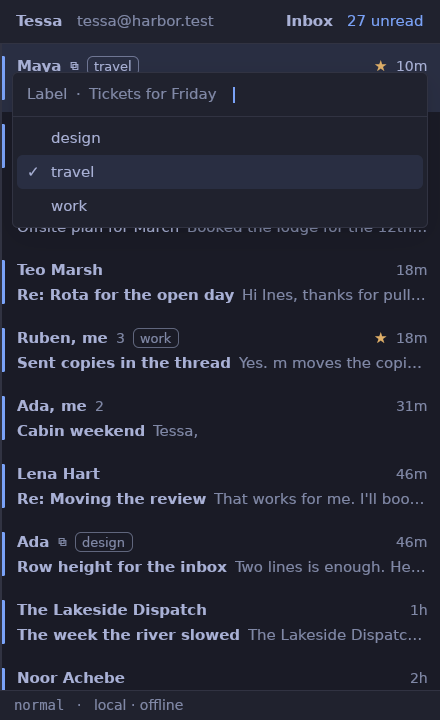 Tessa tessa@harbor.test Inbox 27 unread
Maya travel ★ 10m
Label · Tickets for Friday
design
✓ travel
work
Offsite plan for March Booked the lodge for the 12th…
Teo Marsh 18m
Re: Rota for the open day Hi Ines, thanks for pull…
Ruben, me 3 work ★ 18m
Sent copies in the thread Yes. m moves the copi…
Ada, me 2 31m
Cabin weekend Tessa,
Lena Hart 46m
Re: Moving the review That works for me. I'll boo…
Ada design 46m
Row height for the inbox Two lines is enough. He…
The Lakeside Dispatch 1h
The week the river slowed The Lakeside Dispatc…
Noor Achebe 2h
normal · local · offline